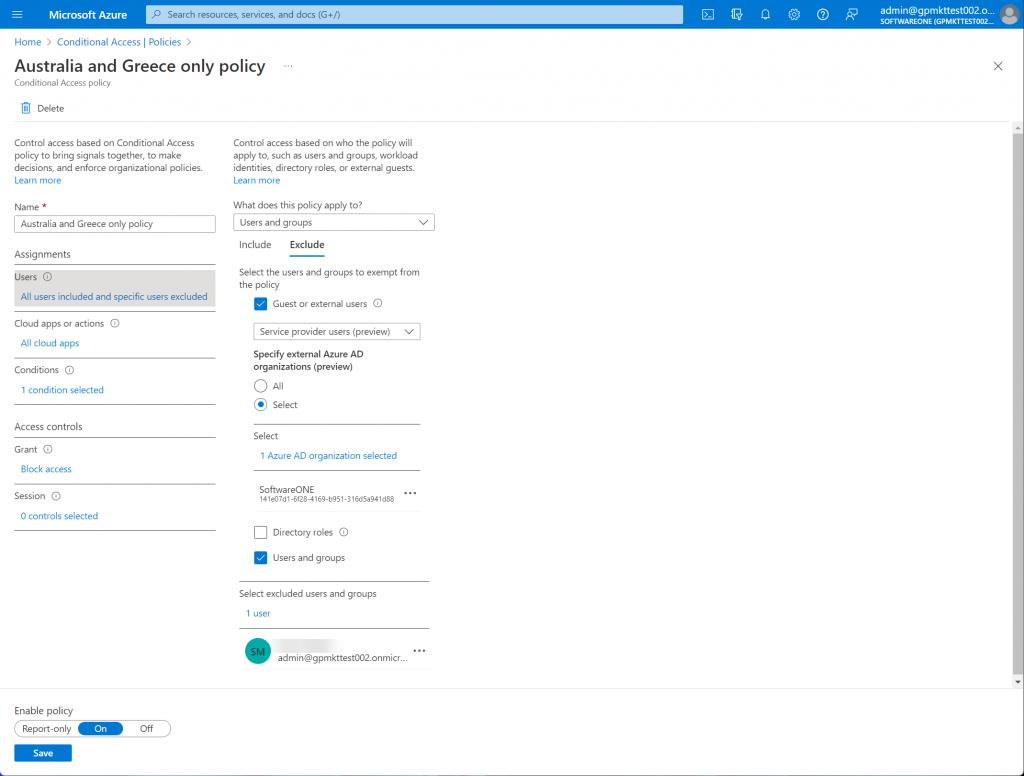 Microsoft Azure
Search resources, services, and docs (G+/)
admin@gpmkttest002.o...
SOFTWAREONE (GPMKTTEST002...
Home > Conditional Access | Policies >
Australia and Greece only policy ...
Conditional Access policy
Delete
Control access based on Conditional Access
policy to bring signals together, to make
decisions, and enforce organizational policies.
Learn more
Name *
Australia and Greece only policy
Assignments
Users
All users included and specific users excluded
Cloud apps or actions
All cloud apps
Conditions
1 condition selected
Access controls
Grant
Block access
Session
0 controls selected
Control access based on who the policy will
apply to, such as users and groups, workload
identities, directory roles, or external guests.
Learn more
What does this policy apply to?
Users and groups
Include Exclude
Select the users and groups to exempt from
the policy
Guest or external users
Service provider users (preview)
Specify external Azure AD
organizations (preview)
All
Select
Select
1 Azure AD organization selected
SoftwareONE
141e07d1-6f28-4169-b951-316d5a941d88
Directory roles
Users and groups
Select excluded users and groups
1 user
SM
admin@gpmkttest002.onmicr...
Enable policy
Report-only On Off
Save